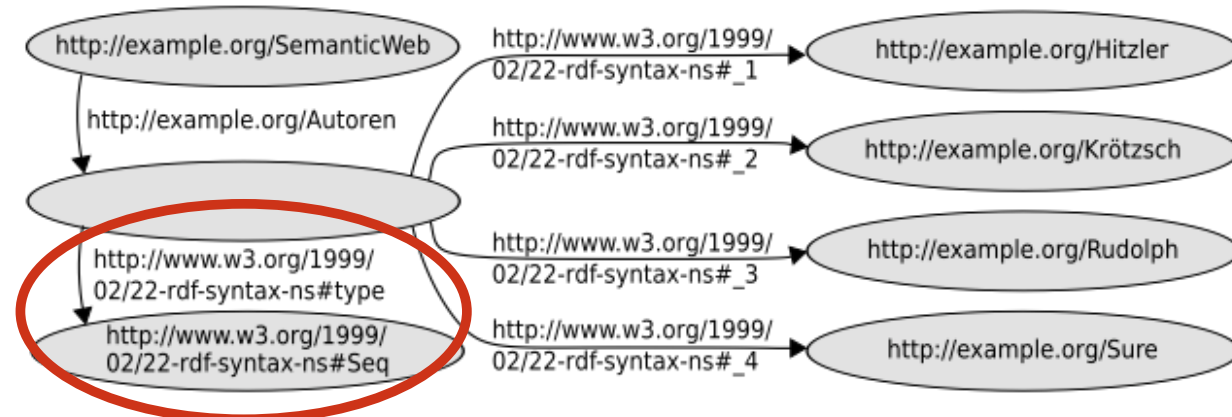 http://example.org/SemanticWeb
http://example.org/Autoren
http://www.w3.org/1999/
02/22-rdf-syntax-ns#type
http://www.w3.org/1999/
02/22-rdf-syntax-ns#Seq
http://www.w3.org/1999/
02/22-rdf-syntax-ns#_1
http://example.org/Hitzler
http://www.w3.org/1999/
02/22-rdf-syntax-ns#_2
http://example.org/Krötzsch
http://www.w3.org/1999/
02/22-rdf-syntax-ns#_3
http://example.org/Rudolph
http://www.w3.org/1999/
02/22-rdf-syntax-ns#_4
http://example.org/Sure